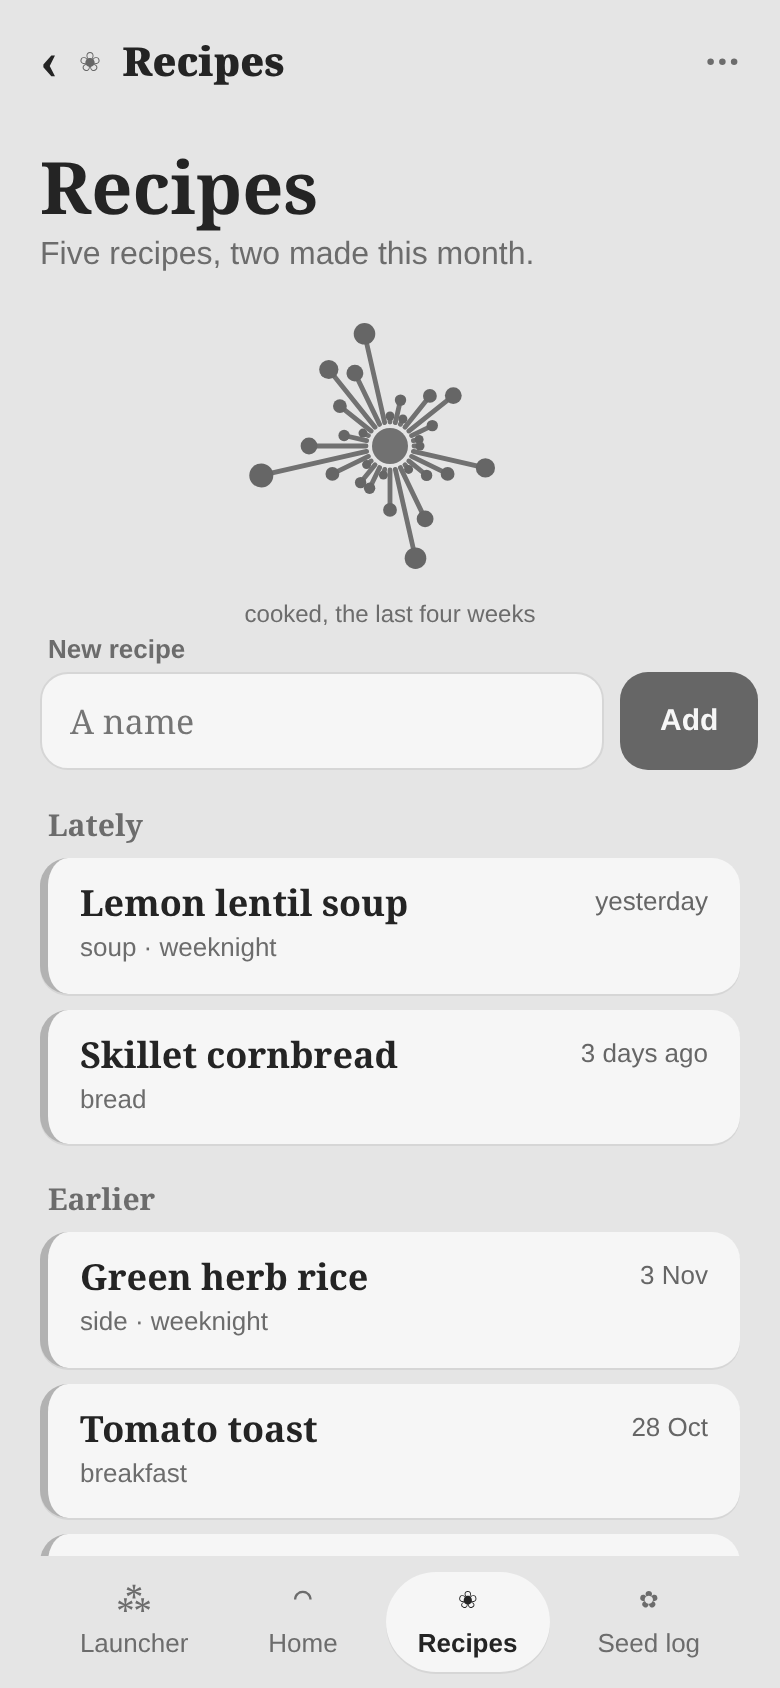 Recipes
Recipes
Five recipes, two made this month.
cooked, the last four weeks
New recipe
A name
Add
Lately
Lemon lentil soup
yesterday
soup · weeknight
Skillet cornbread
3 days ago
bread
Earlier
Green herb rice
3 Nov
side · weeknight
Tomato toast
28 Oct
breakfast
Launcher
Home
Recipes
Seed log